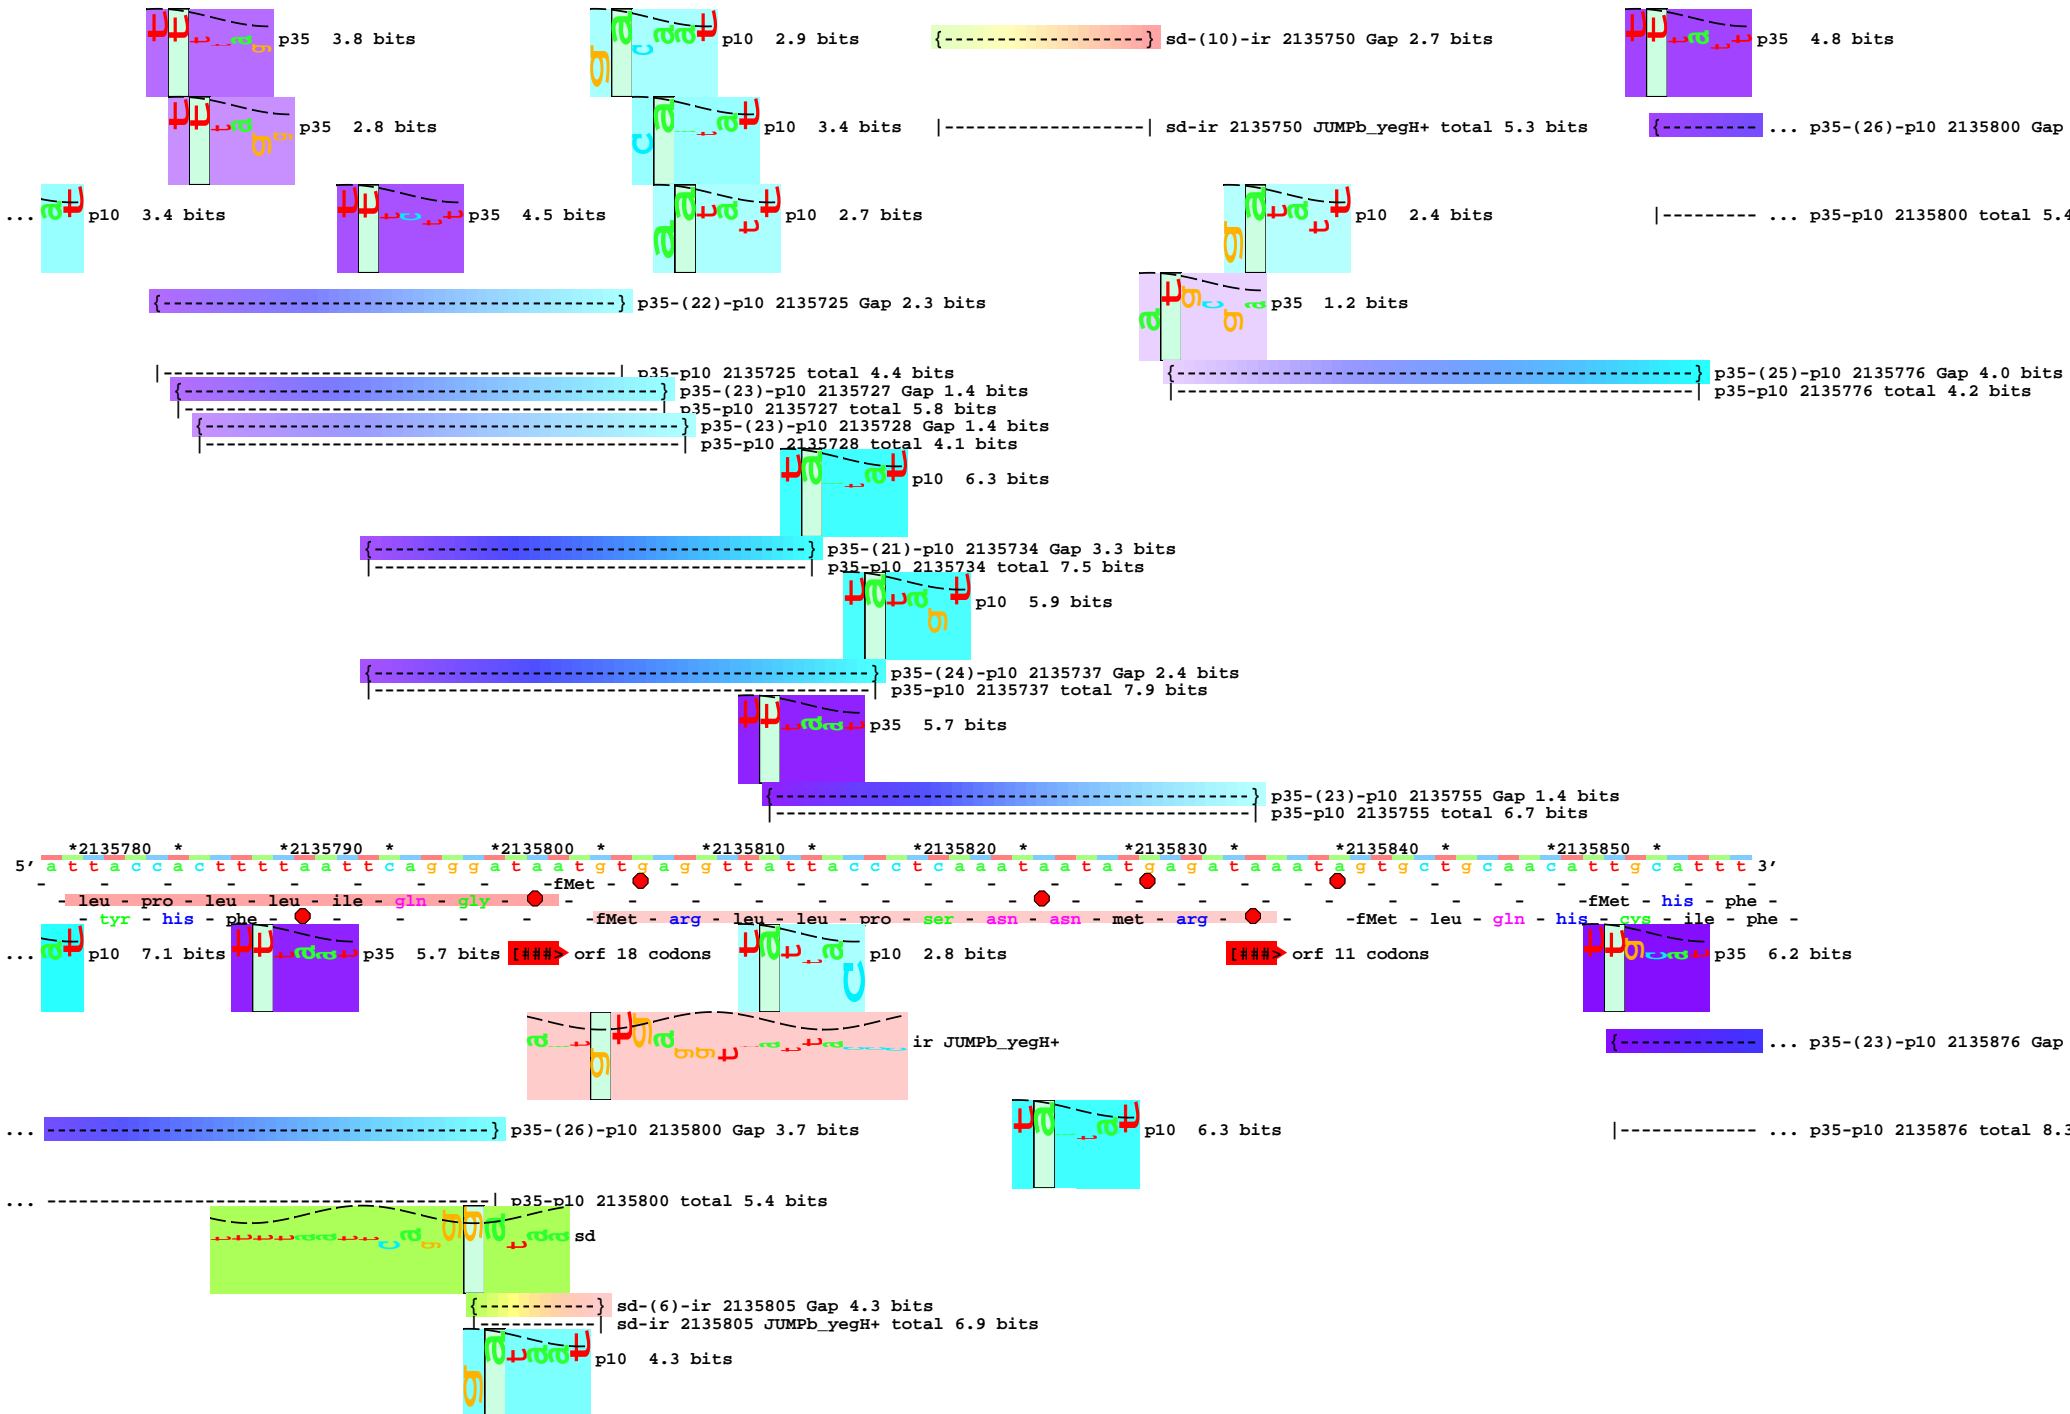 p35 3.8 bits
p10 2.9 bits
{-------------------} sd-(10)-ir 2135750 Gap 2.7 bits
p35 4.8 bits
p35 2.8 bits
p10 3.4 bits
|-------------------| sd-ir 2135750 JUMPb_yegH+ total 5.3 bits
{--------- ... p35-(26)-p10 2135800 Gap
... p10 3.4 bits
p35 4.5 bits
p10 2.7 bits
p10 2.4 bits
|--------- ... p35-p10 2135800 total 5.4
{-------------------------------------------} p35-(22)-p10 2135725 Gap 2.3 bits
p35 1.2 bits
|-------------------------------------------| p35-p10 2135725 total 4.4 bits
{-------------------------------------------------} p35-(25)-p10 2135776 Gap 4.0 bits
{---------------------------------------------} p35-(23)-p10 2135727 Gap 1.4 bits
|-------------------------------------------------| p35-p10 2135776 total 4.2 bits
|---------------------------------------------| p35-p10 2135727 total 5.8 bits
{---------------------------------------------} p35-(23)-p10 2135728 Gap 1.4 bits
|---------------------------------------------| p35-p10 2135728 total 4.1 bits
p10 6.3 bits
{-----------------------------------------} p35-(21)-p10 2135734 Gap 3.3 bits
|-----------------------------------------| p35-p10 2135734 total 7.5 bits
p10 5.9 bits
{-----------------------------------------------} p35-(24)-p10 2135737 Gap 2.4 bits
|-----------------------------------------------| p35-p10 2135737 total 7.9 bits
p35 5.7 bits
{---------------------------------------------} p35-(23)-p10 2135755 Gap 1.4 bits
|---------------------------------------------| p35-p10 2135755 total 6.7 bits
*2135780 * *2135790 * *2135800 * *2135810 * *2135820 * *2135830 * *2135840 * *2135850 *
5' a t t a c c a c t t t t a a t t c a g g g a t a a t g t g a g g t t a t t a c c c t c a a a t a a t a t g a g a t a a a t a g t g c t g c a a c a t t g c a t t t 3'
- - - - - - - - -fMet - - - - - - - - - - - - - - - - - -
- leu - pro - leu - leu - ile - gln - gly - - - - - - - - - - - - - - - - -fMet - his - phe -
- tyr - his - phe - - - - - -fMet - arg - leu - leu - pro - ser - asn - asn - met - arg - - -fMet - leu - gln - his - cys - ile - phe -
... p10 7.1 bits
p35 5.7 bits
[###> orf 18 codons
p10 2.8 bits
[###> orf 11 codons
p35 6.2 bits
ir JUMPb_yegH+
{------------ ... p35-(23)-p10 2135876 Gap
... ------------------------------------------} p35-(26)-p10 2135800 Gap 3.7 bits
p10 6.3 bits
|------------ ... p35-p10 2135876 total 8.3
... ------------------------------------------| p35-p10 2135800 total 5.4 bits
sd
{-----------} sd-(6)-ir 2135805 Gap 4.3 bits
|-----------| sd-ir 2135805 JUMPb_yegH+ total 6.9 bits
p10 4.3 bits